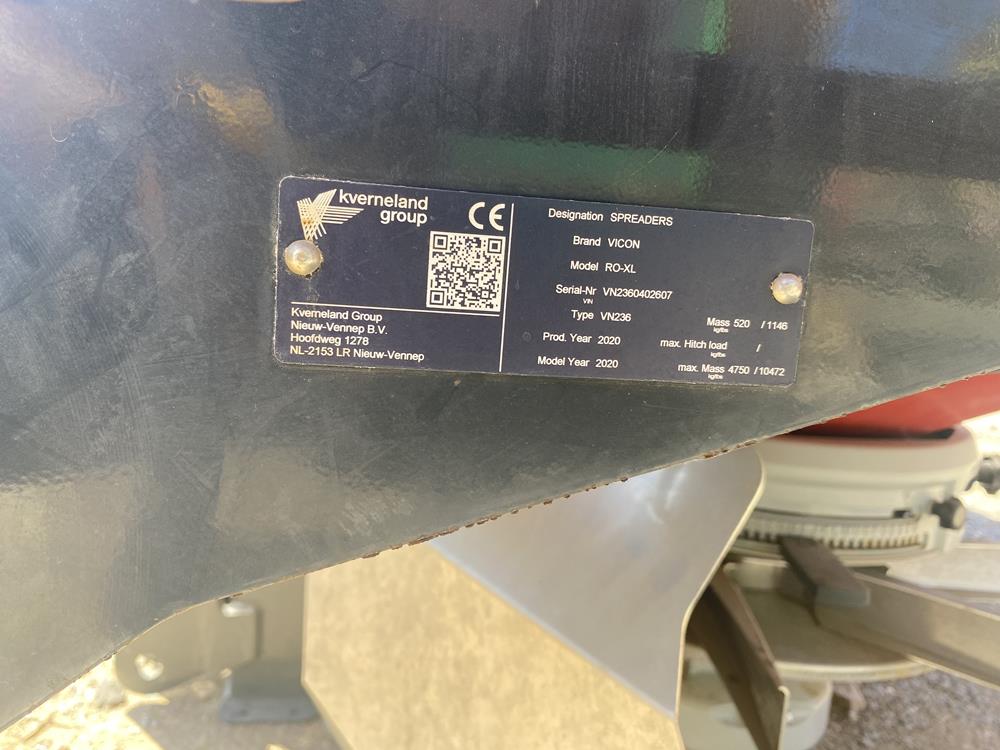 kverneland
group
CE
Kverneland Group
Nieuw-Vennep B.V.
Hoofdweg 1278
NL-2153 LR Nieuw-Vennep
Designation SPREADERS
Brand VICON
Model RO-XL
Serial-Nr VN2360402607
VIN
Type VN236
Mass 520 / 1146
kg/lbs
Prod. Year 2020
max. Hitch load /
kg/lbs
Model Year 2020
max. Mass 4750 / 10472
kg/lbs